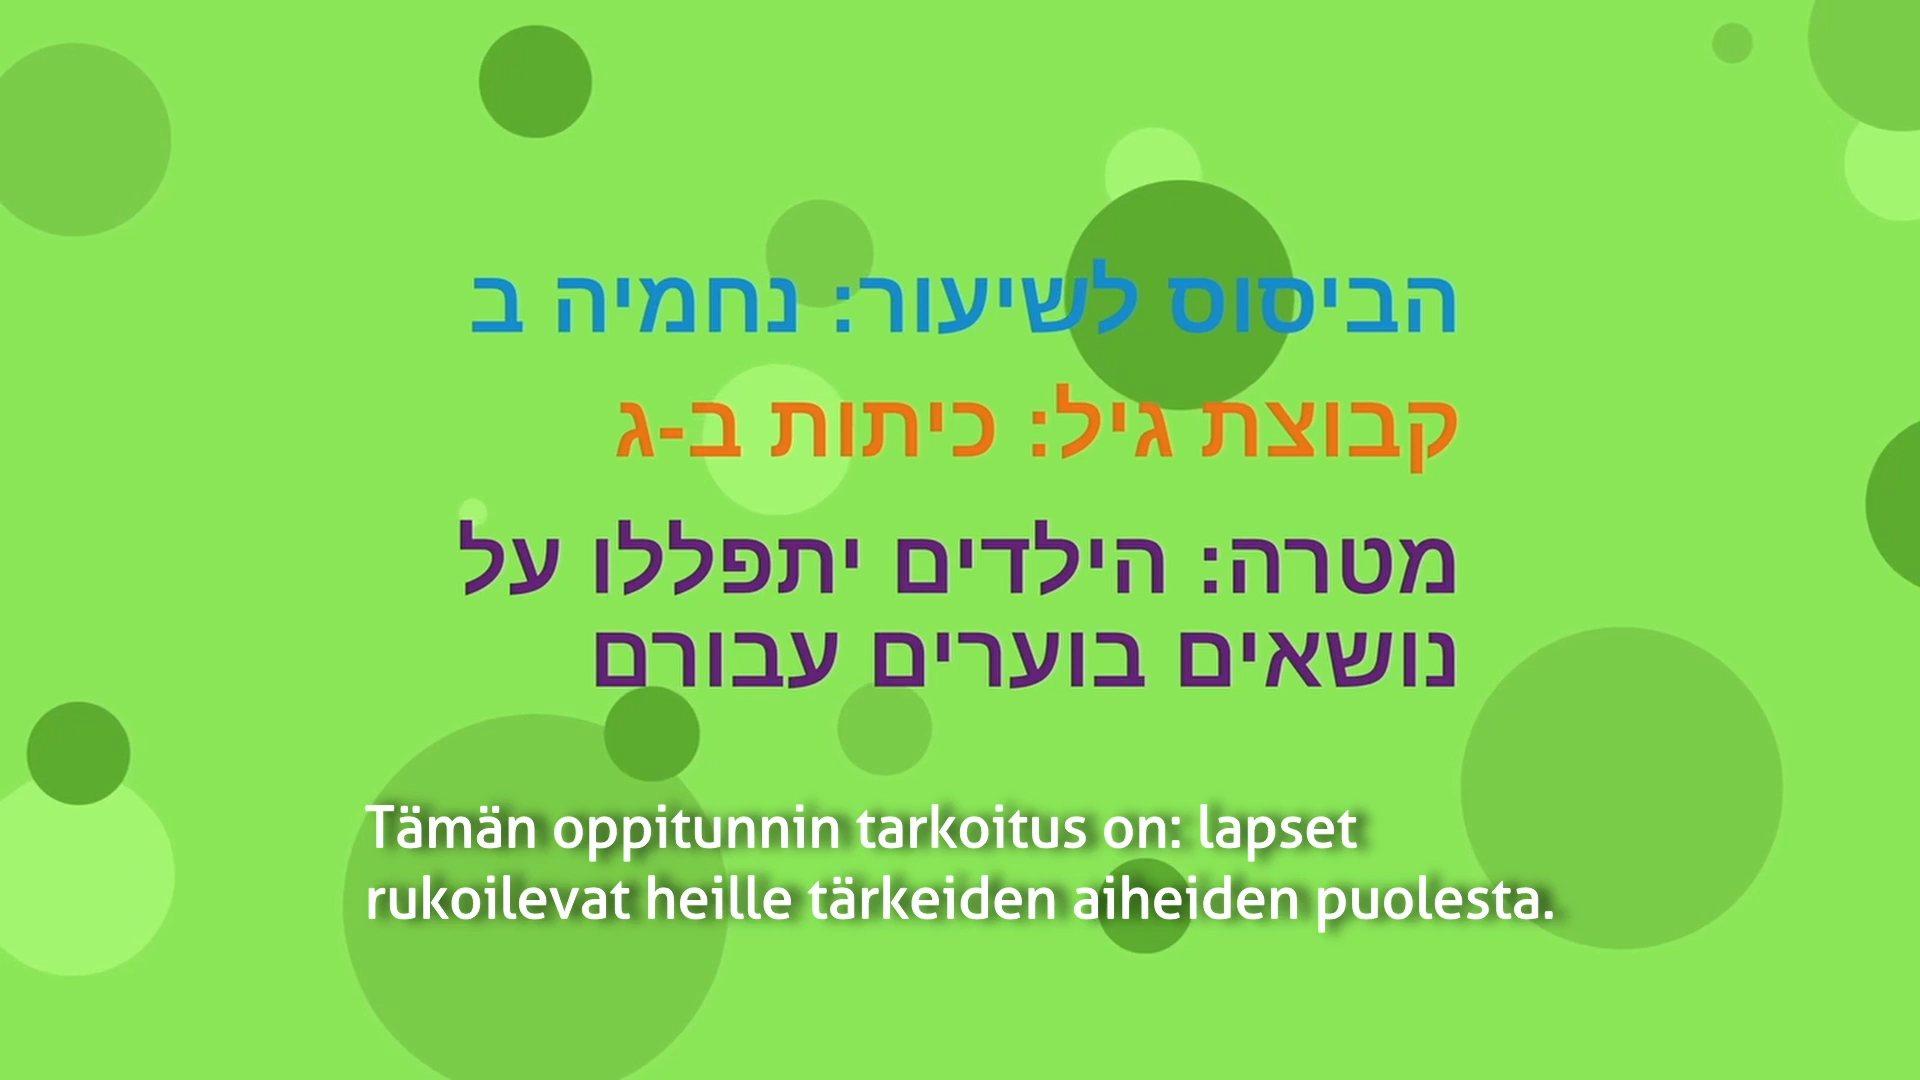 הביסוס לשיעור: נחמיה ב
קבוצת גיל: כיתות ב-ג
מטרה: הילדים יתפללו על
נושאים בוערים עבורם
Tämän oppitunnin tarkoitus on: lapset
rukoilevat heille tärkeiden aiheiden puolesta.